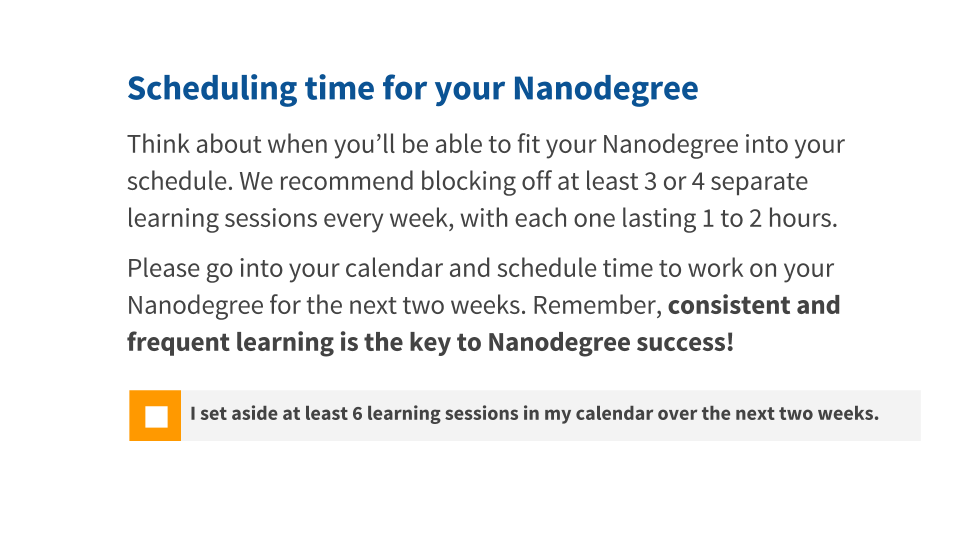 Scheduling time for your Nanodegree
Think about when you’ll be able to fit your Nanodegree into your
schedule. We recommend blocking off at least 3 or 4 separate
learning sessions every week, with each one lasting 1 to 2 hours.
Please go into your calendar and schedule time to work on your
Nanodegree for the next two weeks. Remember, consistent and
frequent learning is the key to Nanodegree success!
I set aside at least 6 learning sessions in my calendar over the next two weeks.